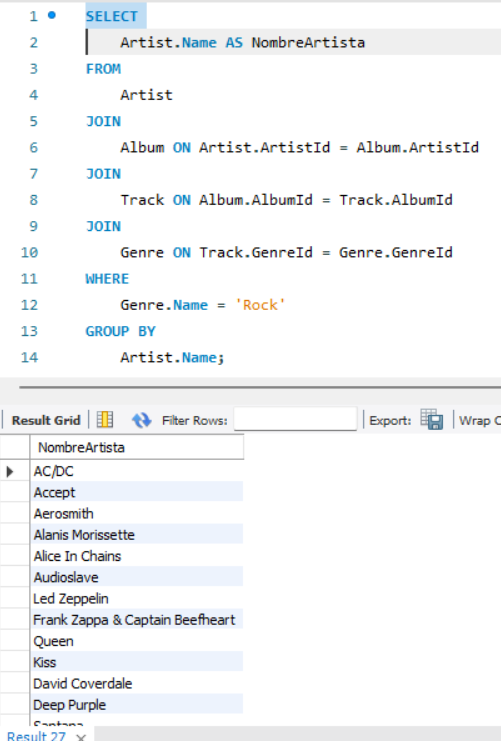 1 SELECT
2 Artist.Name AS NombreArtista
3 FROM
4 Artist
5 JOIN
6 Album ON Artist.ArtistId = Album.ArtistId
7 JOIN
8 Track ON Album.AlbumId = Track.AlbumId
9 JOIN
10 Genre ON Track.GenreId = Genre.GenreId
11 WHERE
12 Genre.Name = 'Rock'
13 GROUP BY
14 Artist.Name;
Result Grid Filter Rows: Export: Wrap C
NombreArtista
AC/DC
Accept
Aerosmith
Alanis Morissette
Alice In Chains
Audioslave
Led Zeppelin
Frank Zappa & Captain Beefheart
Queen
Kiss
David Coverdale
Deep Purple
Santana
Result 27